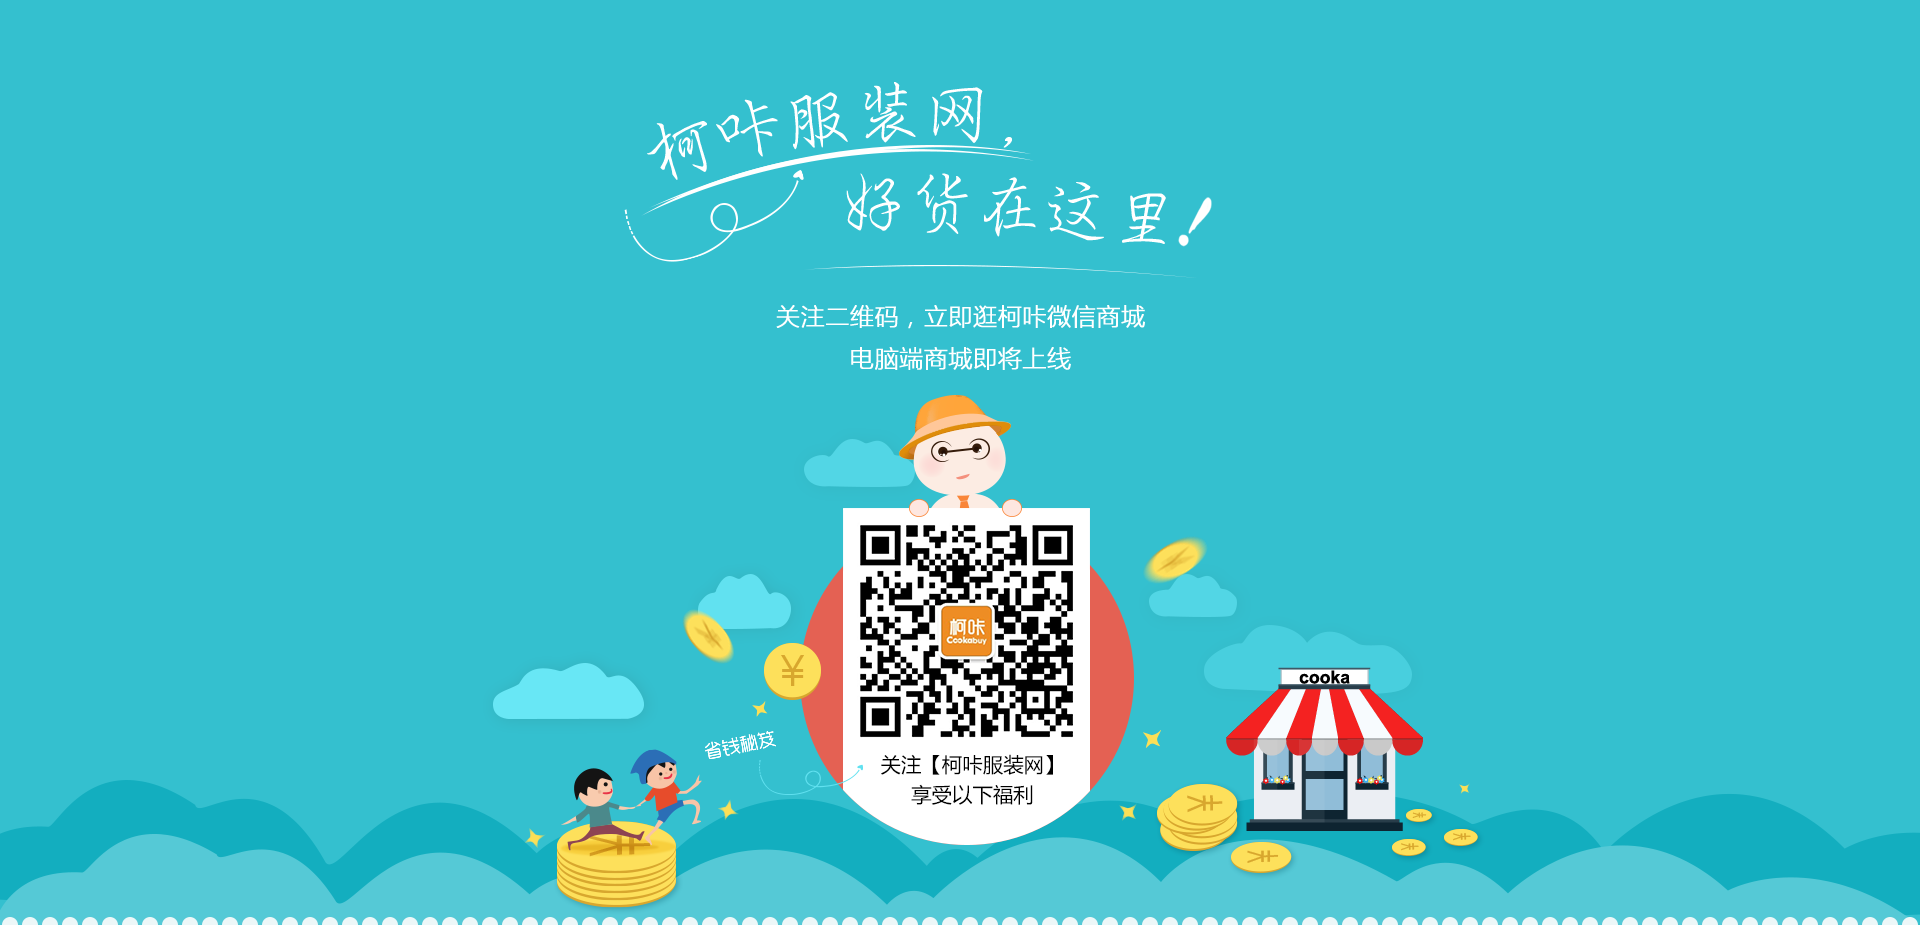 柯咔服装网，
好货在这里！
关注二维码，立即逛柯咔微信商城
电脑端商城即将上线
柯咔
Cookabuy
cooka
省钱秘笈
关注【柯咔服装网】
享受以下福利